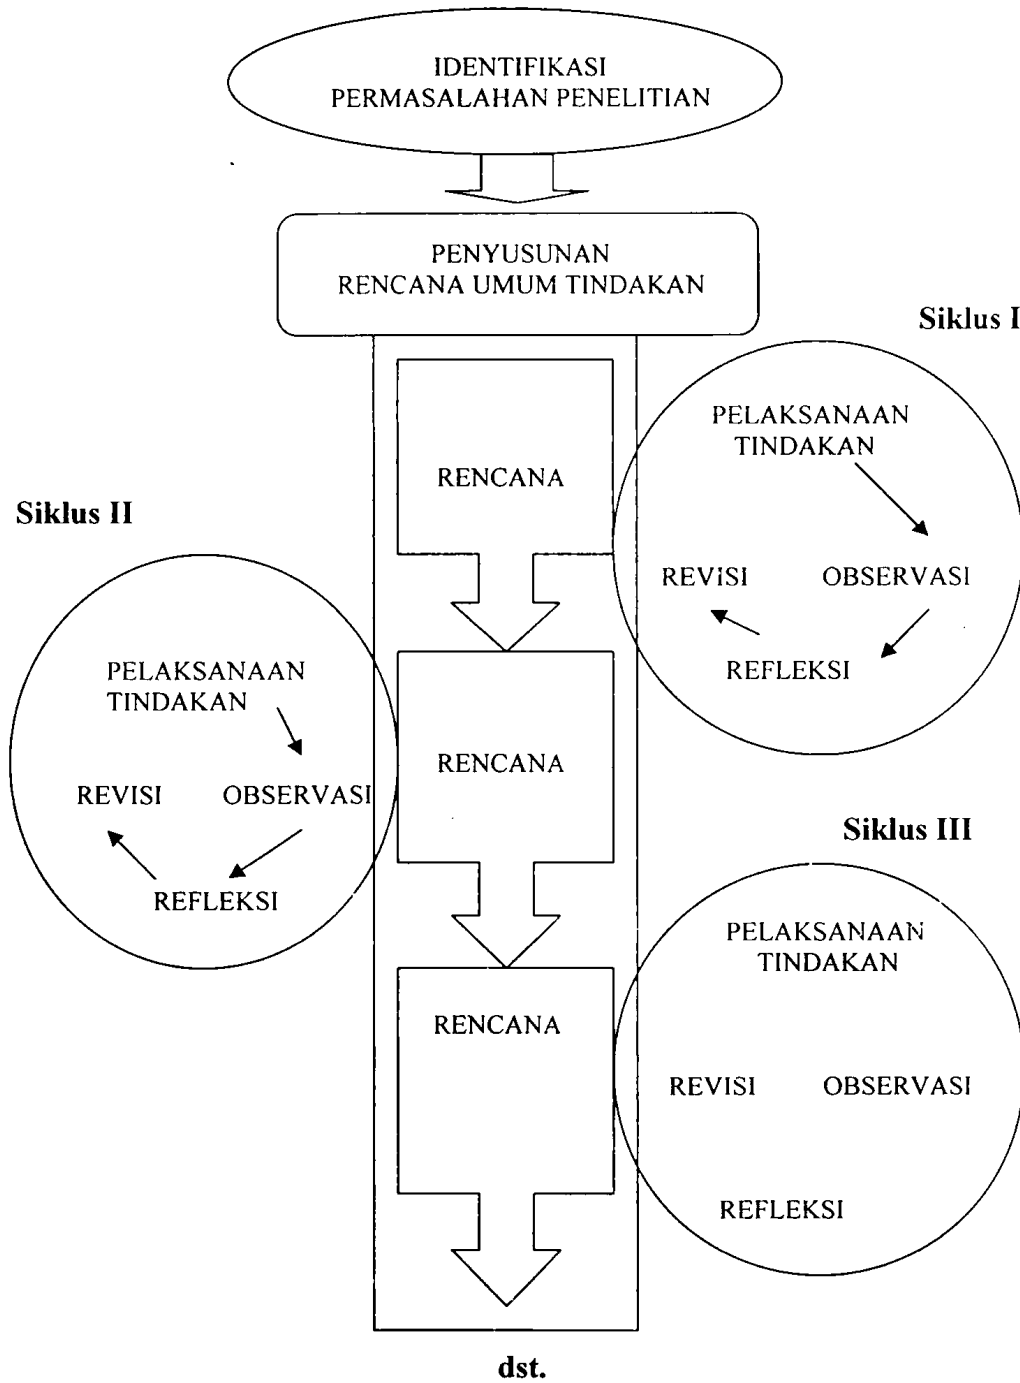 IDENTIFIKASI
PERMASALAHAN PENELITIAN
PENYUSUNAN
RENCANA UMUM TINDAKAN
Siklus I
PELAKSANAAN
TINDAKAN
RENCANA
REVISI
OBSERVASI
REFLEKSI
Siklus II
PELAKSANAAN
TINDAKAN
RENCANA
REVISI
OBSERVASI
REFLEKSI
Siklus III
PELAKSANAAN
TINDAKAN
RENCANA
REVISI
OBSERVASI
REFLEKSI
dst.